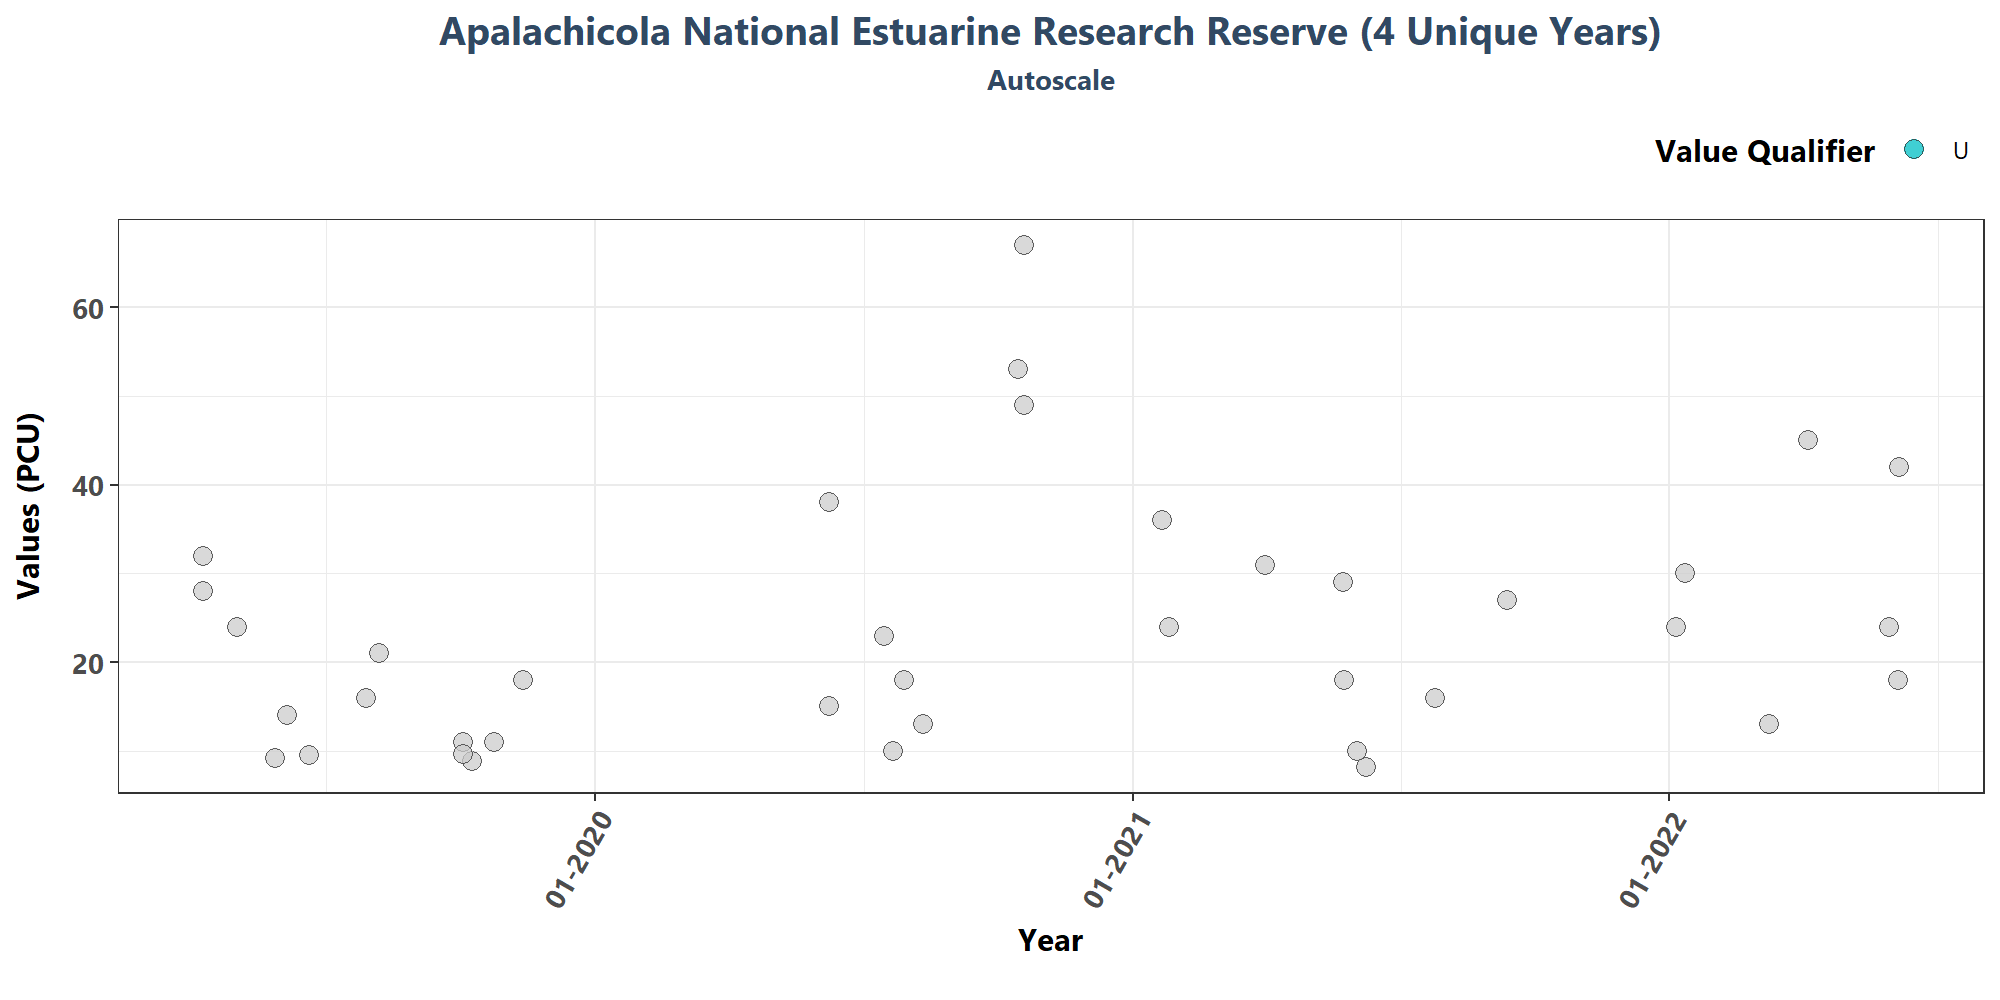 Apalachicola National Estuarine Research Reserve (4 Unique Years)
Autoscale
Value Qualifier U
60
40
20
Values (PCU)
01-2020
01-2021
01-2022
Year